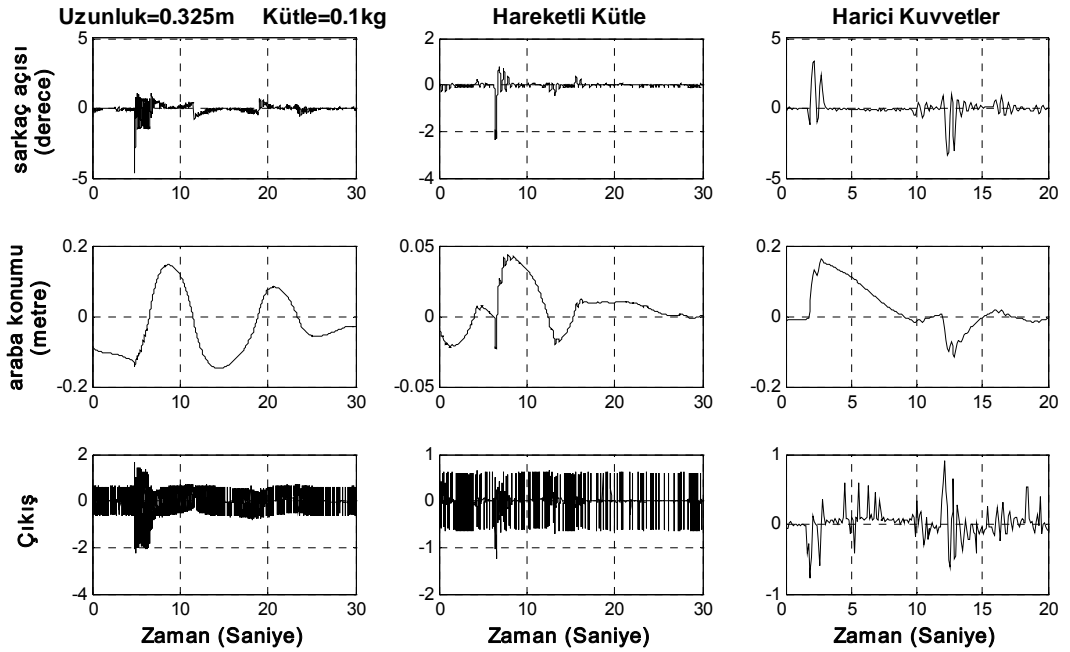 Uzunluk=0.325m Kütle=0.1kg
Hareketli Kütle
Harici Kuvvetler
sarkaç açısı
(derece)
5
0
-5
0 10 20 30
2
0
-2
-4
0 10 20 30
5
0
-5
0 5 10 15 20
araba konumu
(metre)
0.2
0
-0.2
0 10 20 30
0.05
0
-0.05
0 10 20 30
0.2
0
-0.2
0 5 10 15 20
Çıkış
2
0
-2
-4
0 10 20 30
1
0
-1
-2
0 10 20 30
1
0
-1
0 5 10 15 20
Zaman (Saniye)
Zaman (Saniye)
Zaman (Saniye)